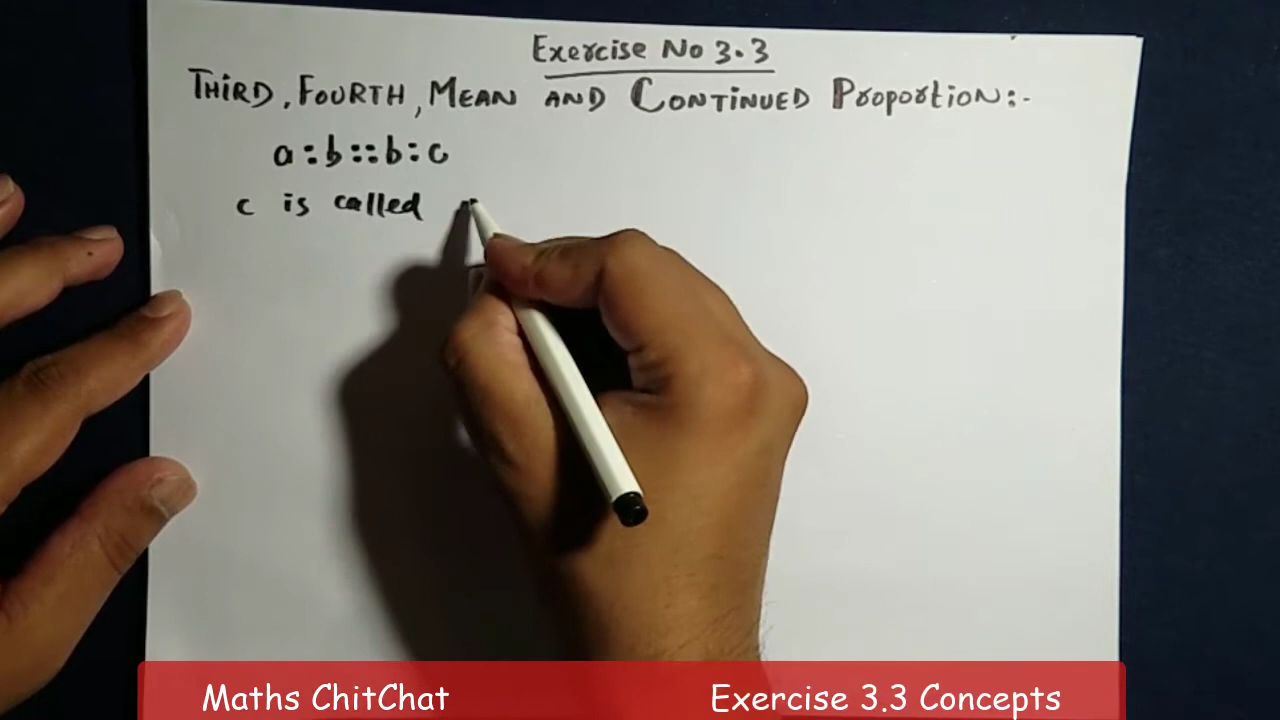 Exercise No 3.3
THIRD, FOURTH, MEAN AND CONTINUED PROPORTION:-
a:b::b:c
c is called
Maths ChitChat Exercise 3.3 Concepts